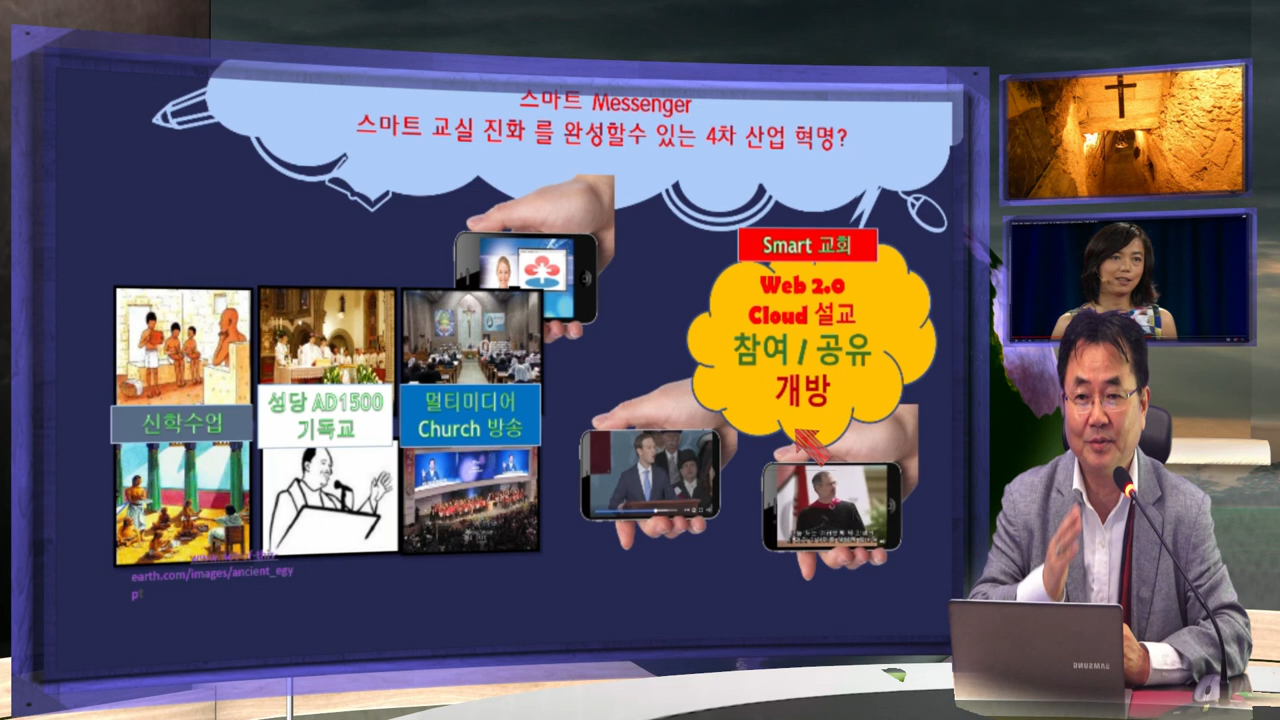 스마트 Messenger
스마트 교실 진화 를 완성할수 있는 4차 산업 혁명?
Smart 교회
Web 2.0
Cloud 설교
참여 / 공유
개방
신학수업
성당 AD1500
기독교
멀티미디어
Church 방송
earth.com/images/ancient_egy
pt
SAMSUNG